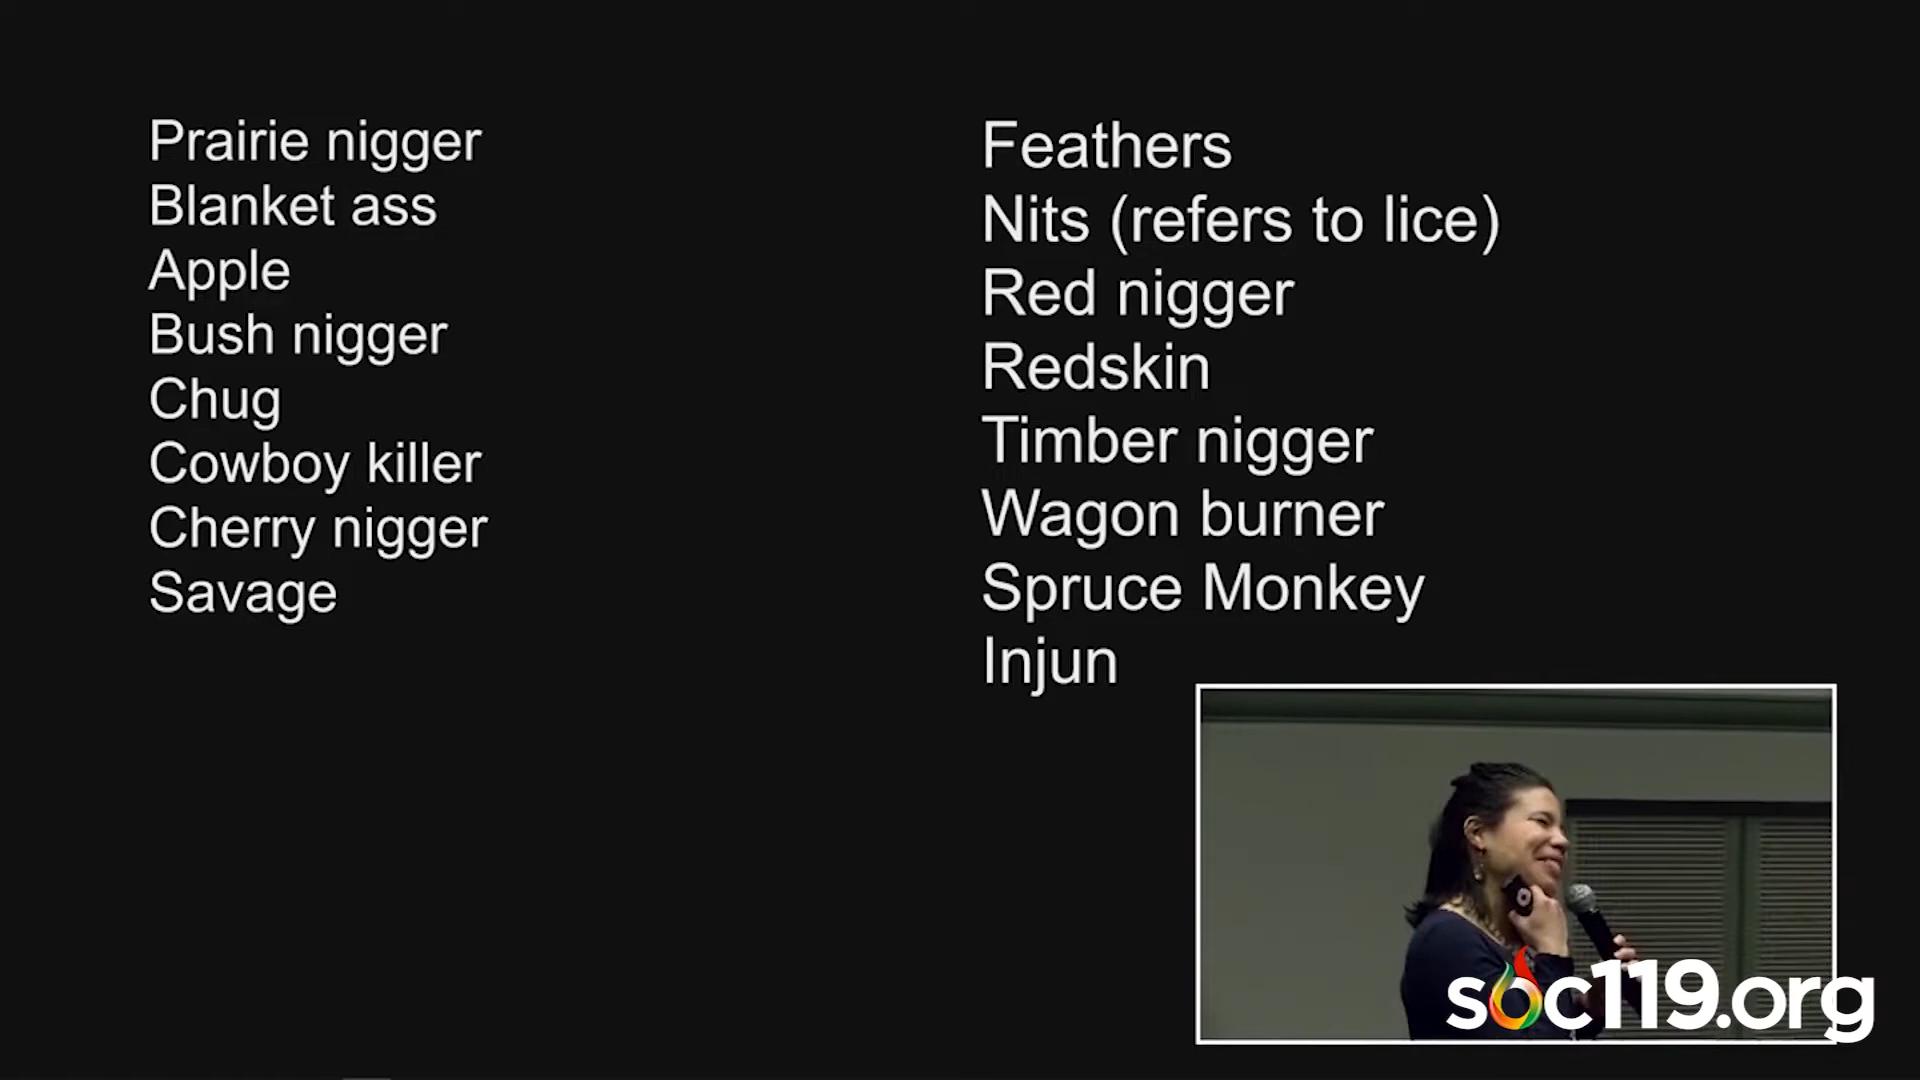 Prairie nigger
Blanket ass
Apple
Bush nigger
Chug
Cowboy killer
Cherry nigger
Savage
Feathers
Nits (refers to lice)
Red nigger
Redskin
Timber nigger
Wagon burner
Spruce Monkey
Injun
soc119.org